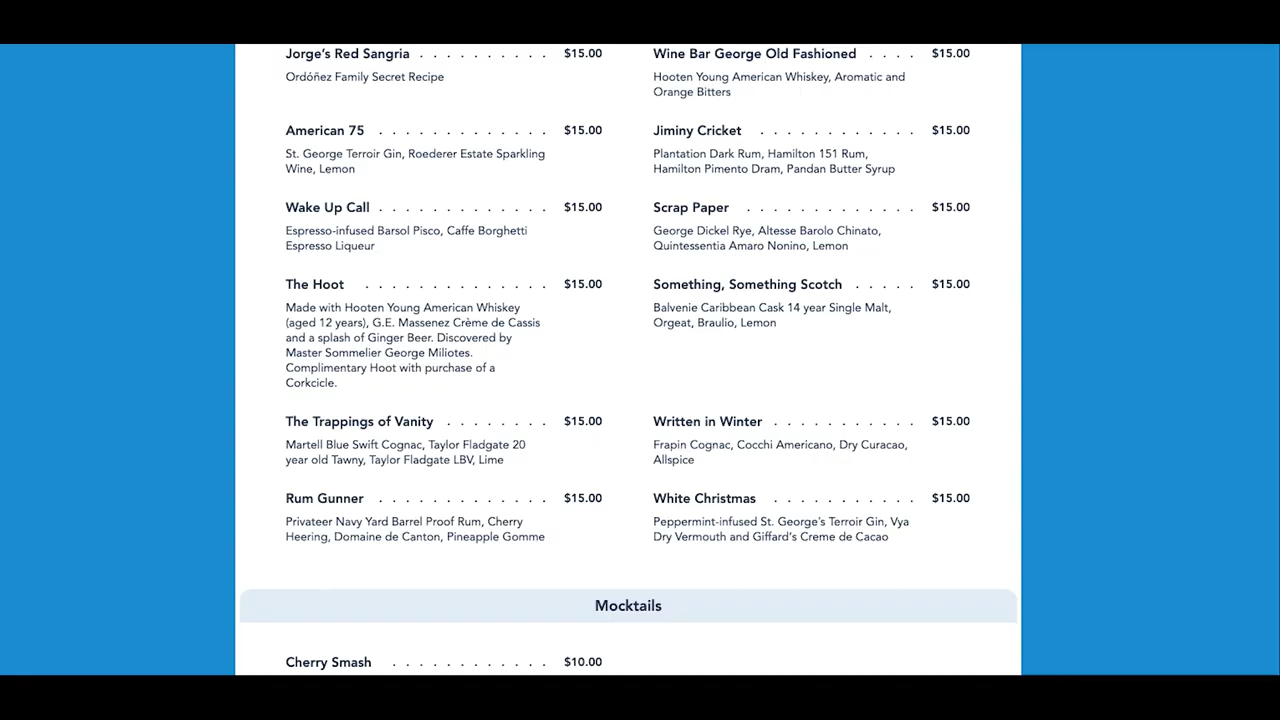 Jorge's Red Sangria . . . . . . . . . . $15.00
Ordóñez Family Secret Recipe
Wine Bar George Old Fashioned . . . . $15.00
Hooten Young American Whiskey, Aromatic and
Orange Bitters
American 75 . . . . . . . . . . . . . $15.00
St. George Terroir Gin, Roederer Estate Sparkling
Wine, Lemon
Jiminy Cricket . . . . . . . . . . . . $15.00
Plantation Dark Rum, Hamilton 151 Rum,
Hamilton Pimento Dram, Pandan Butter Syrup
Wake Up Call . . . . . . . . . . . . . $15.00
Espresso-infused Barsol Pisco, Caffe Borghetti
Espresso Liqueur
Scrap Paper . . . . . . . . . . . . . $15.00
George Dickel Rye, Altesse Barolo Chinato,
Quintessentia Amaro Nonino, Lemon
The Hoot . . . . . . . . . . . . . . $15.00
Made with Hooten Young American Whiskey
(aged 12 years), G.E. Massenez Crème de Cassis
and a splash of Ginger Beer. Discovered by
Master Sommelier George Miliotes.
Complimentary Hoot with purchase of a
Corkcicle.
Something, Something Scotch . . . . . $15.00
Balvenie Caribbean Cask 14 year Single Malt,
Orgeat, Braulio, Lemon
The Trappings of Vanity . . . . . . . . $15.00
Martell Blue Swift Cognac, Taylor Fladgate 20
year old Tawny, Taylor Fladgate LBV, Lime
Written in Winter . . . . . . . . . . . $15.00
Frapin Cognac, Cocchi Americano, Dry Curacao,
Allspice
Rum Gunner . . . . . . . . . . . . . $15.00
Privateer Navy Yard Barrel Proof Rum, Cherry
Heering, Domaine de Canton, Pineapple Gomme
White Christmas . . . . . . . . . . . $15.00
Peppermint-infused St. George's Terroir Gin, Vya
Dry Vermouth and Giffard's Creme de Cacao
Mocktails
Cherry Smash . . . . . . . . . . . . $10.00